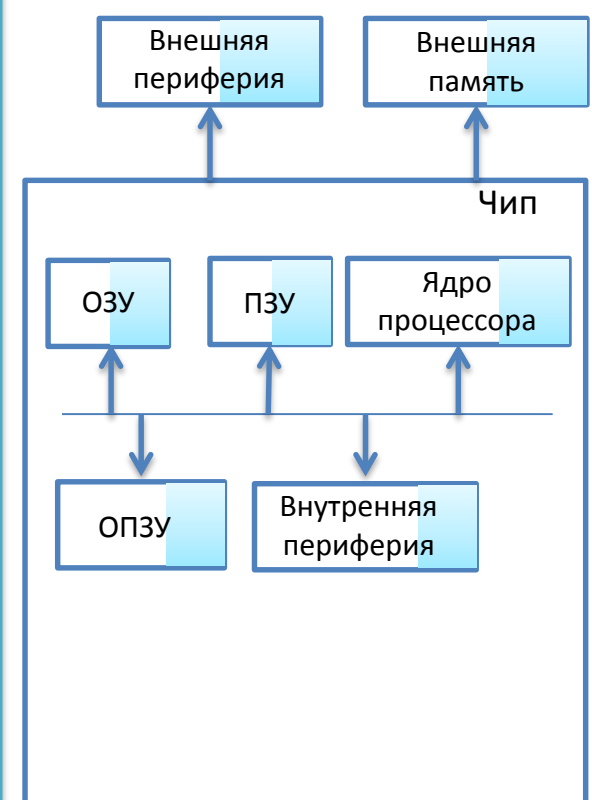 Внешняя
периферия
Внешняя
память
Чип
ОЗУ
ПЗУ
Ядро
процессора
ОПЗУ
Внутренняя
периферия